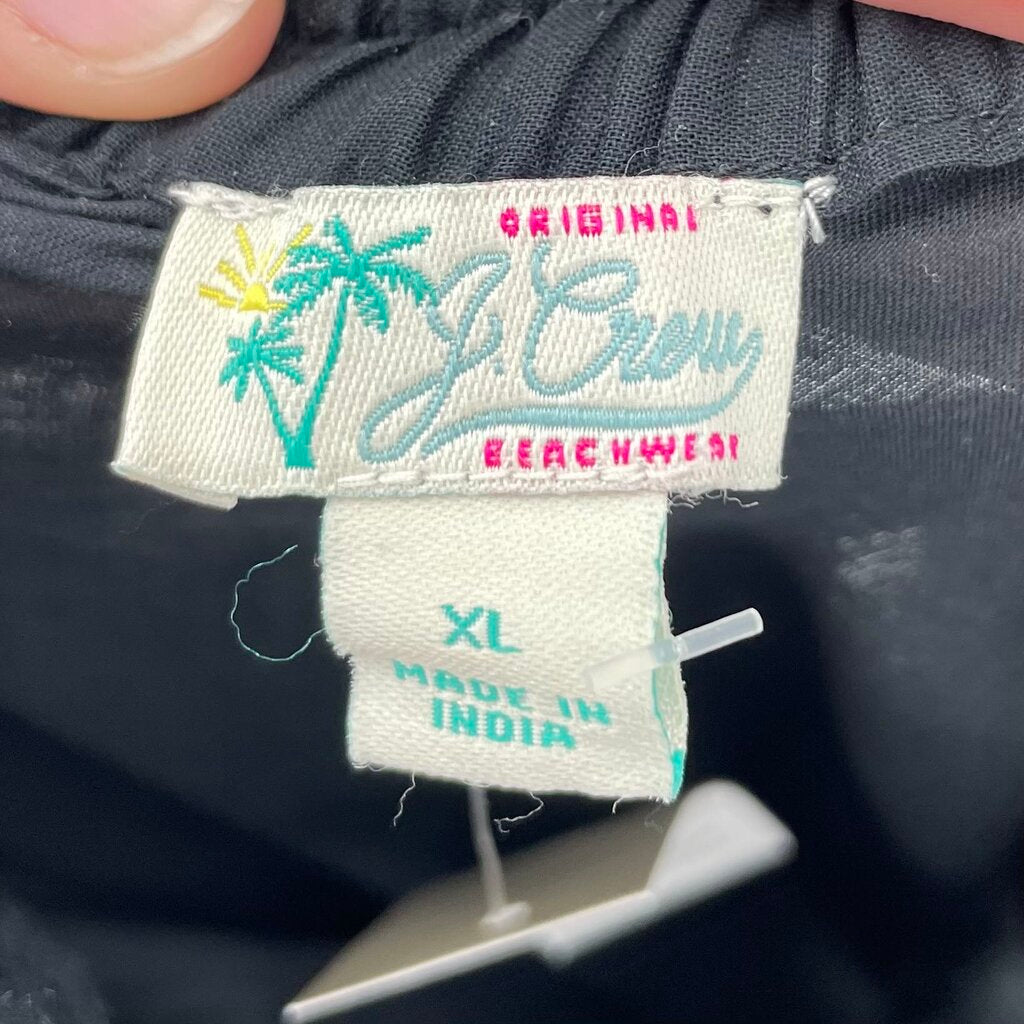 ORIGINAL
J. Crew
BEACHWEAR
XL
MADE IN
INDIA